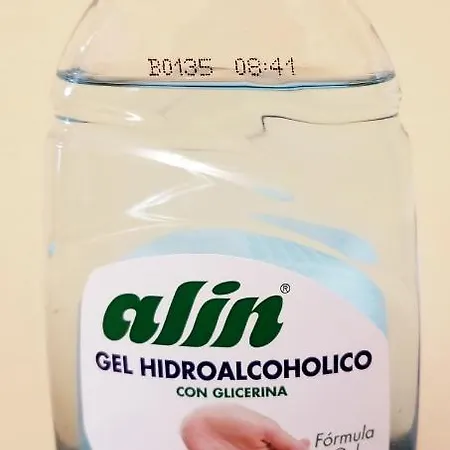 B0135 08:41
alin®
GEL HIDROALCOHOLICO
CON GLICERINA
Fórmula